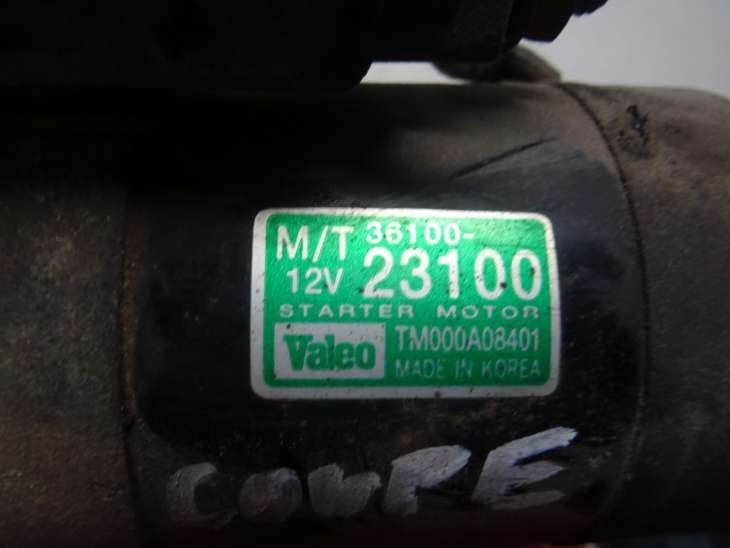 M/T 36100-
12V 23100
STARTER MOTOR
Valeo TM000A08401
MADE IN KOREA
COUPE